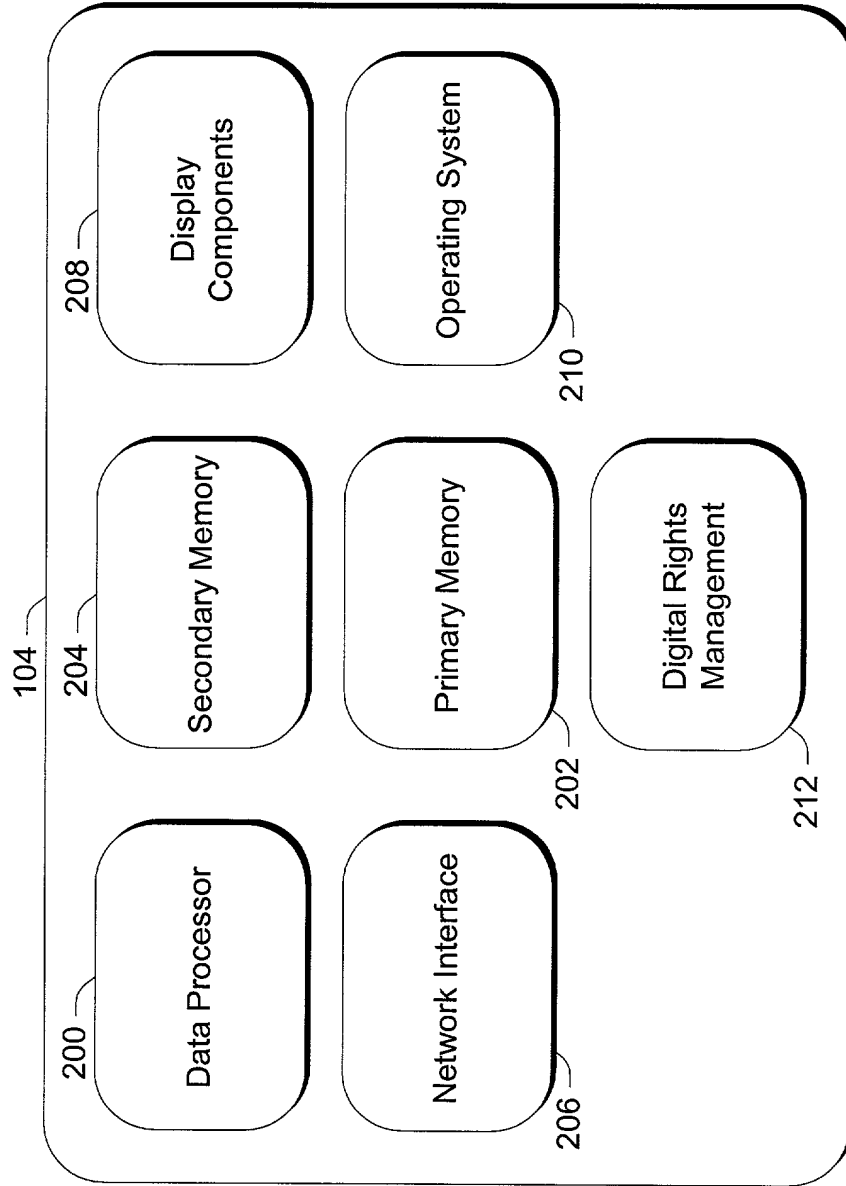 104
200
Data Processor
204
Secondary Memory
208
Display
Components
Network Interface
206
Primary Memory
202
Operating System
210
Digital Rights
Management
212